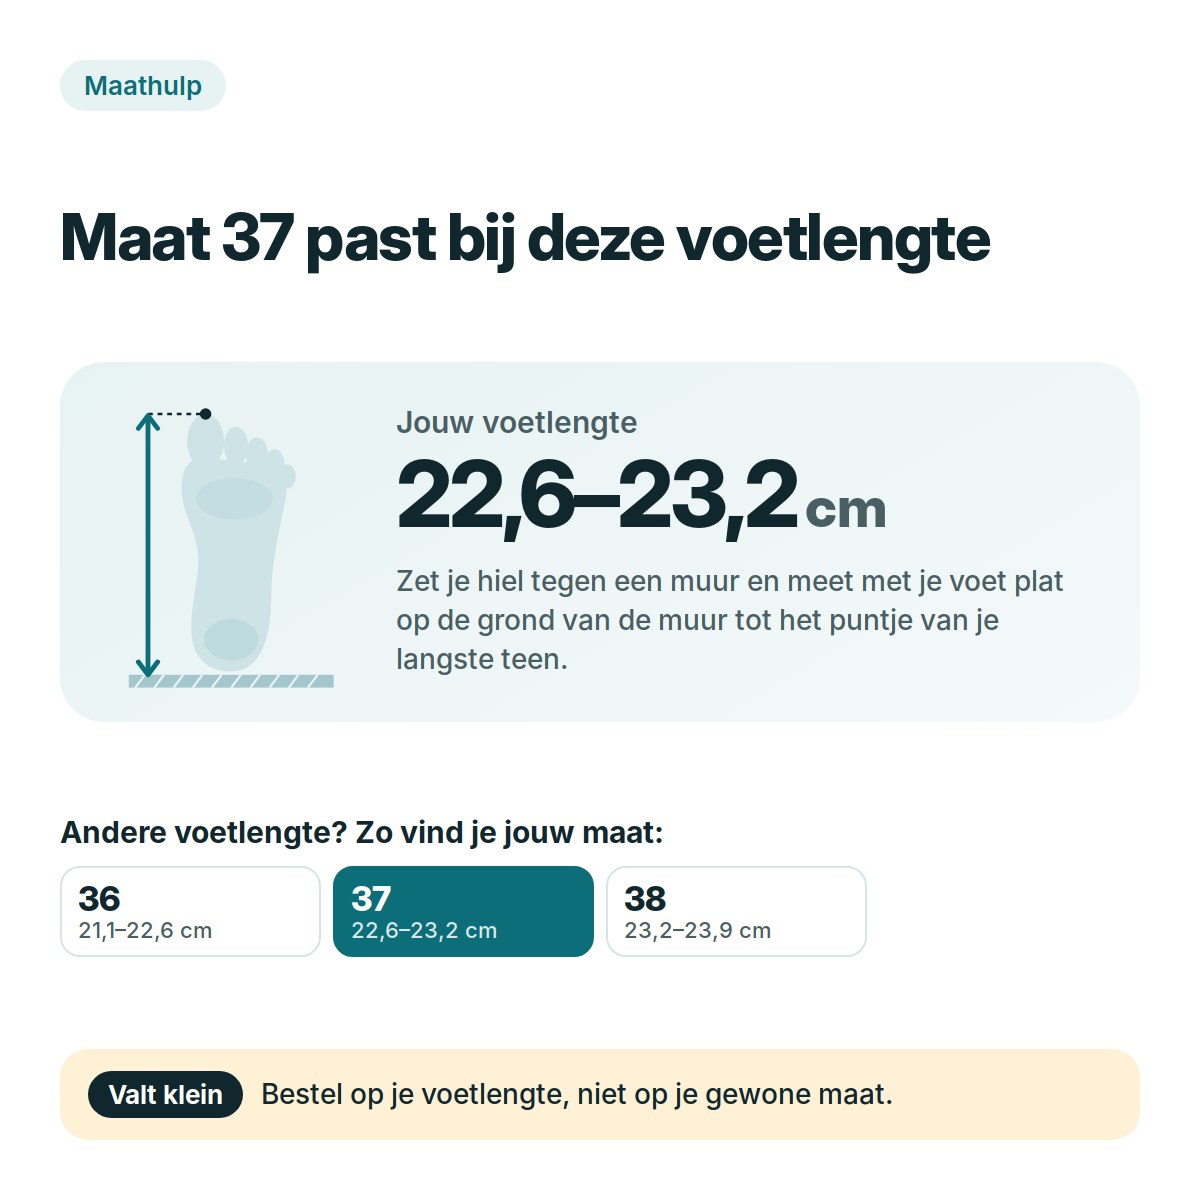 Maathulp
Maat 37 past bij deze voetlengte
Jouw voetlengte
22,6–23,2 cm
Zet je hiel tegen een muur en meet met je voet plat
op de grond van de muur tot het puntje van je
langste teen.
Andere voetlengte? Zo vind je jouw maat:
36
21,1–22,6 cm
37
22,6–23,2 cm
38
23,2–23,9 cm
Valt klein
Bestel op je voetlengte, niet op je gewone maat.